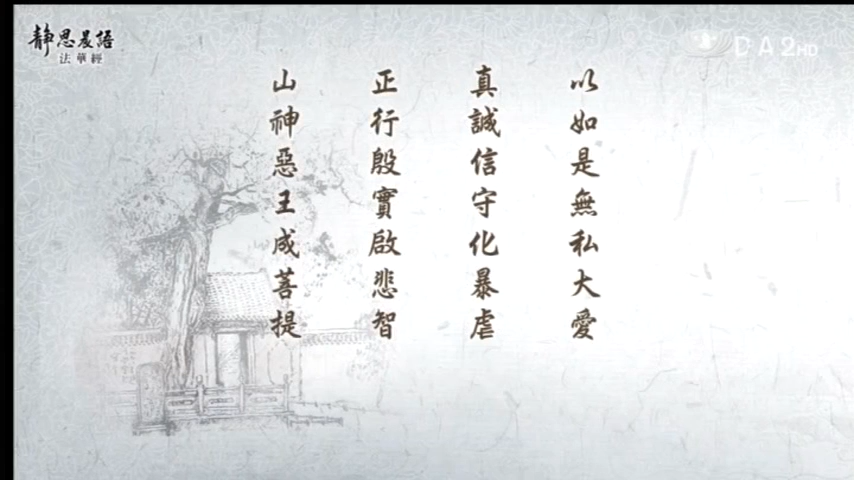 靜思晨語
法華經
DA2HD
以如是無私大愛
真誠信守化暴虐
正行殷實啟悲智
山神惡王成菩提